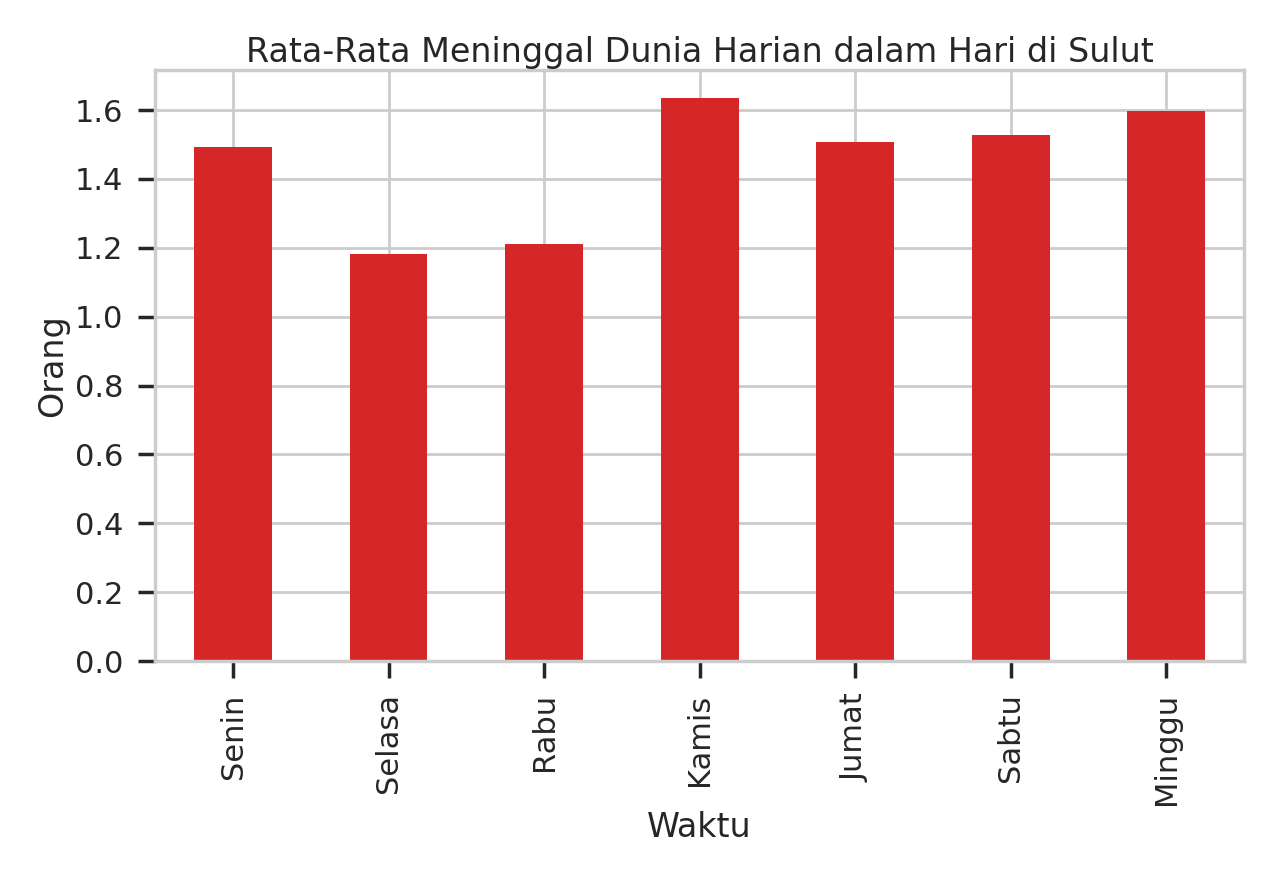 Rata-Rata Meninggal Dunia Harian dalam Hari di Sulut
1.6
1.4
1.2
1.0
0.8
0.6
0.4
0.2
0.0
Orang
Senin
Selasa
Rabu
Kamis
Jumat
Sabtu
Minggu
Waktu